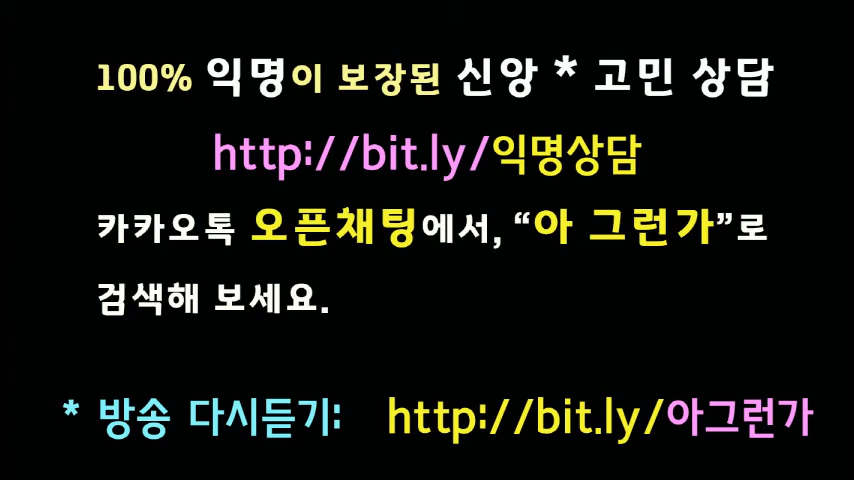 100% 익명이 보장된 신앙 * 고민 상담
http://bit.ly/익명상담
카카오톡 오픈채팅에서, “아 그런가”로
검색해 보세요.
* 방송 다시듣기: http://bit.ly/아그런가